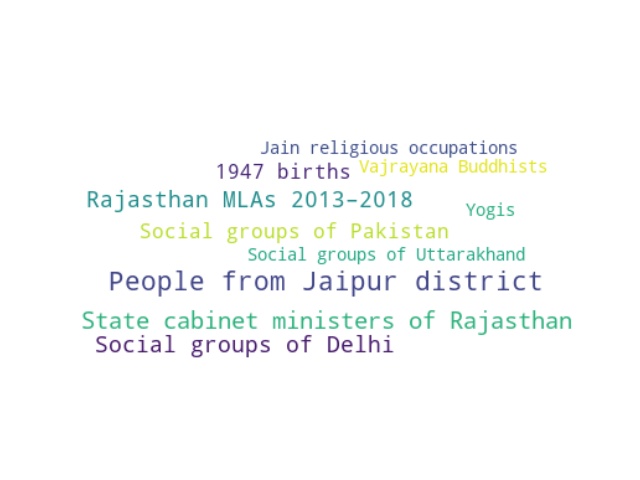 Jain religious occupations
Vajrayana Buddhists
1947 births
Rajasthan MLAs 2013–2018
Yogis
Social groups of Pakistan
Social groups of Uttarakhand
People from Jaipur district
State cabinet ministers of Rajasthan
Social groups of Delhi